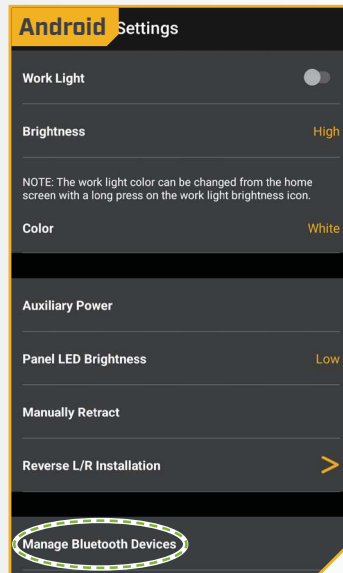 Android Settings
Work Light
Brightness High
NOTE: The work light color can be changed from the home
screen with a long press on the work light brightness icon.
Color White
Auxiliary Power
Panel LED Brightness Low
Manually Retract
Reverse L/R Installation >
Manage Bluetooth Devices